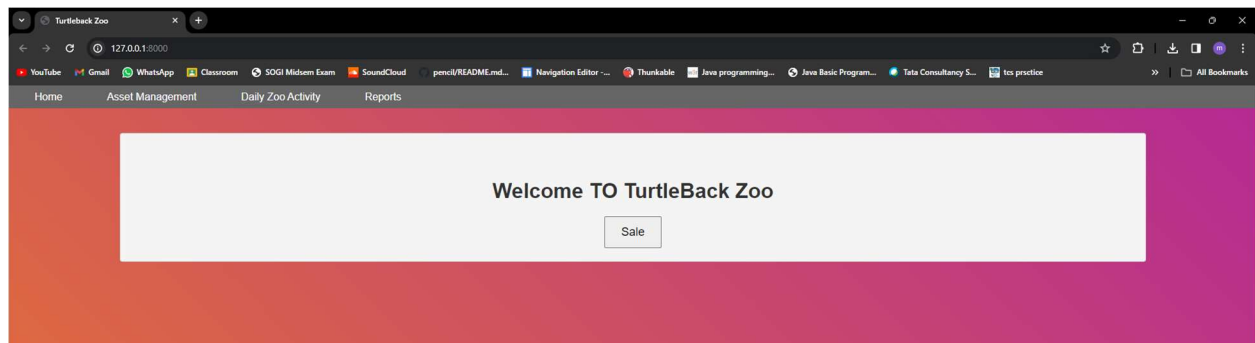 Turtleback Zoo
127.0.0.1:8000
YouTube Gmail WhatsApp Classroom SOGI Midsem Exam SoundCloud pencil/README.md... Navigation Editor -... Thunkable Java programming... Java Basic Program... Tata Consultancy S... tcs prsctice » All Bookmarks
Home Asset Management Daily Zoo Activity Reports
Welcome TO TurtleBack Zoo
Sale